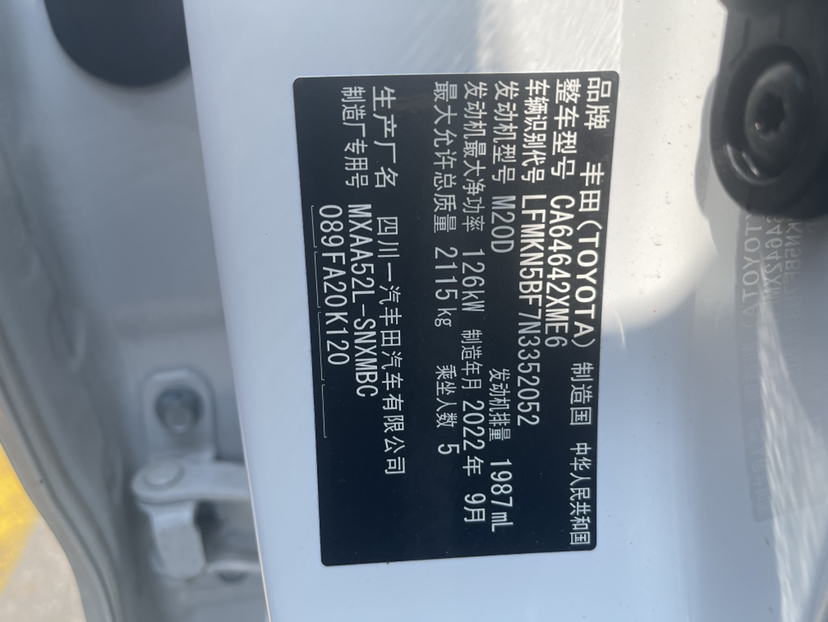 品牌 丰田(TOYOTA) 制造国 中华人民共和国
整车型号 CA64642XME6
车辆识别代号 LFMKN5BF7N3352052
发动机型号 M20D 发动机排量 1987mL
发动机最大净功率 126kW 制造年月 2022年 9月
最大允许总质量 2115kg 乘坐人数 5
生产厂名 四川一汽丰田汽车有限公司
制造厂专用号 MXAA52L-SNXMBC
089FA20K120